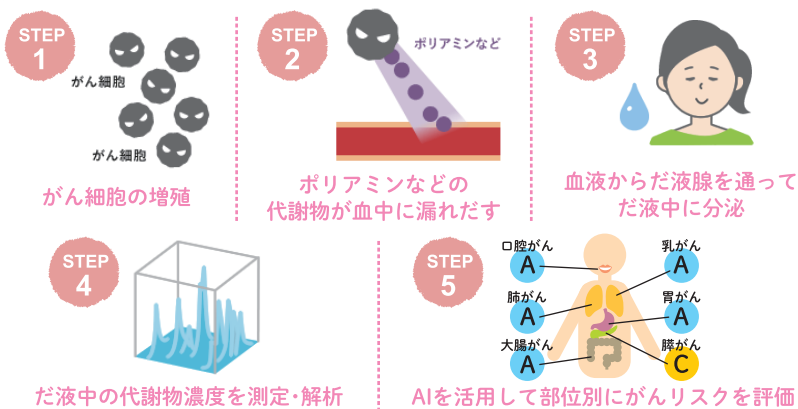 STEP
1
がん細胞
がん細胞
がん細胞の増殖
STEP
2
ポリアミンなど
ポリアミンなどの
代謝物が血中に漏れだす
STEP
3
血液からだ液腺を通って
だ液中に分泌
STEP
4
だ液中の代謝物濃度を測定・解析
STEP
5
口腔がん
A
乳がん
A
肺がん
A
胃がん
A
大腸がん
A
膵がん
C
AIを活用して部位別にがんリスクを評価